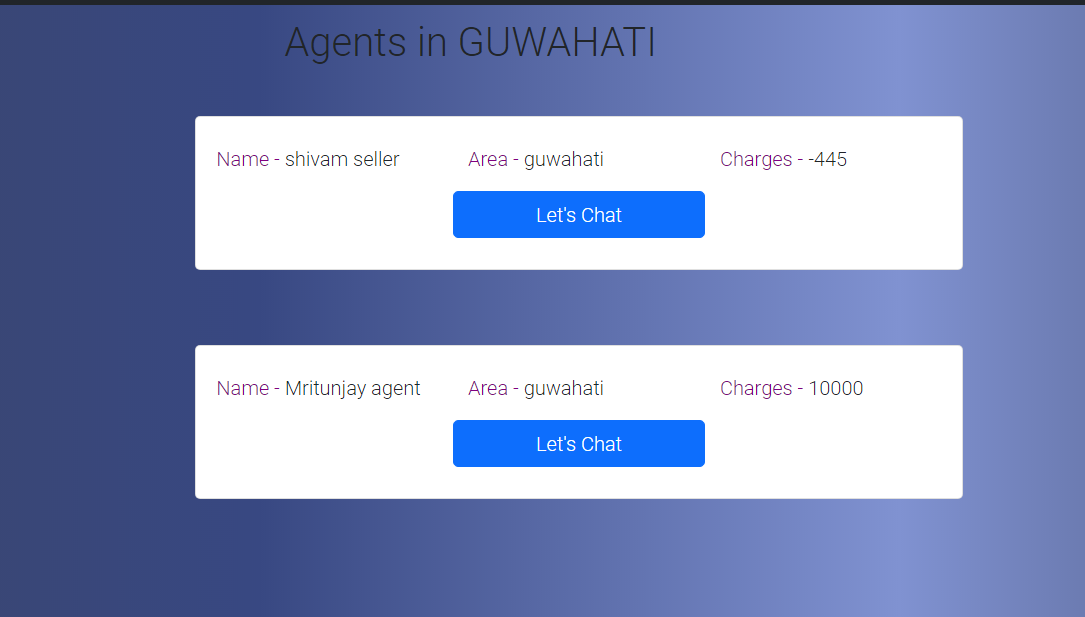 Agents in GUWAHATI
Name - shivam seller Area - guwahati Charges - -445
Let's Chat
Name - Mritunjay agent Area - guwahati Charges - 10000
Let's Chat